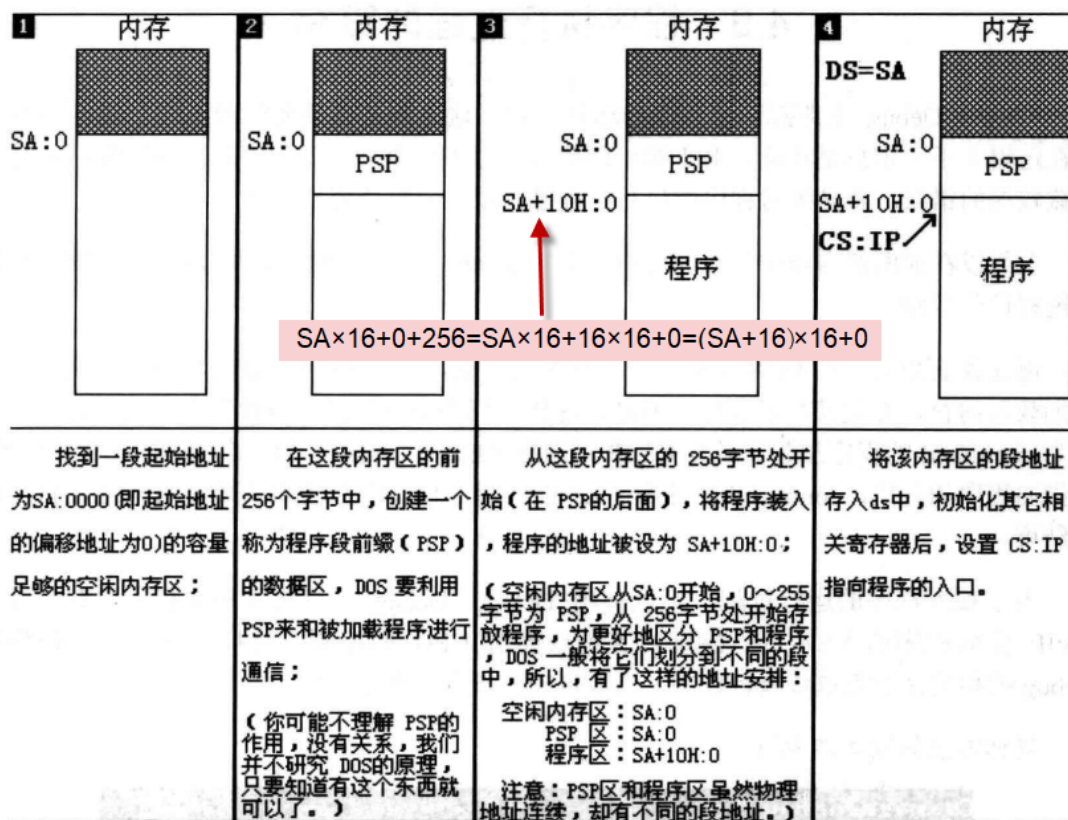 1
内存
SA:0
找到一段起始地址
为SA:0000(即起始地址
的偏移地址为0)的容量
足够的空闲内存区；
2
内存
SA:0
PSP
在这段内存区的前
256个字节中，创建一个
称为程序段前缀（PSP）
的数据区，DOS 要利用
PSP来和被加载程序进行
通信；
（你可能不理解 PSP的
作用，没有关系，我们
并不研究 DOS的原理，
只要知道有这个东西就
可以了。）
3
内存
SA:0
PSP
SA+10H:0
程序
SA×16+0+256=SA×16+16×16+0=(SA+16)×16+0
从这段内存区的 256字节处开
始（在 PSP的后面），将程序装入
，程序的地址被设为 SA+10H:0；
（空闲内存区从SA:0开始，0～255
字节为 PSP，从 256字节处开始存
放程序，为更好地区分 PSP和程序
，DOS 一般将它们划分到不同的段
中，所以，有了这样的地址安排：
空闲内存区：SA:0
PSP 区：SA:0
程序区：SA+10H:0
注意：PSP区和程序区虽然物理
地址连续，却有不同的段地址。）
4
内存
DS=SA
SA:0
PSP
SA+10H:0
CS:IP
程序
将该内存区的段地址
存入ds中，初始化其它相
关寄存器后，设置 CS:IP
指向程序的入口。